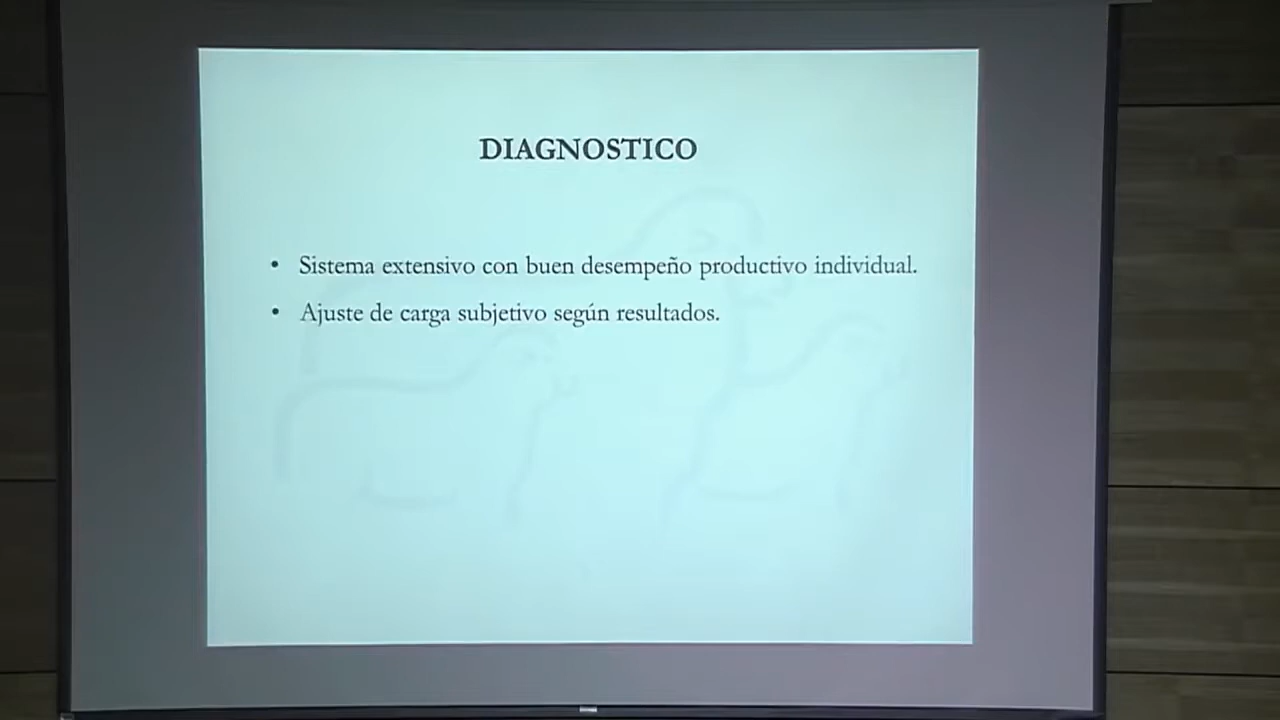 DIAGNOSTICO
• Sistema extensivo con buen desempeño productivo individual.
• Ajuste de carga subjetivo según resultados.